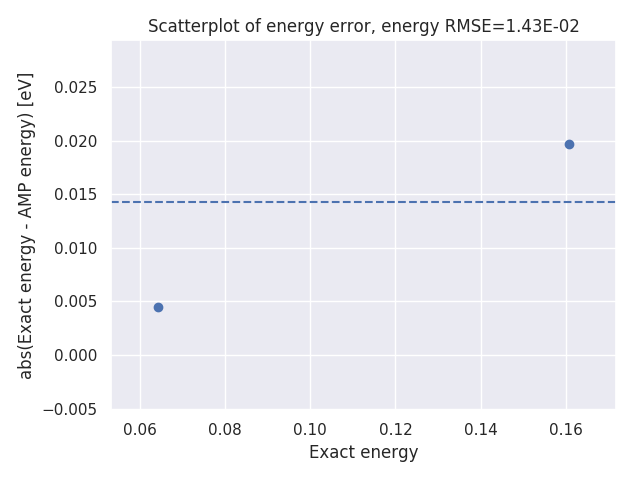 Scatterplot of energy error, energy RMSE=1.43E-02
abs(Exact energy - AMP energy) [eV]
0.025
0.020
0.015
0.010
0.005
0.000
−0.005
0.06 0.08 0.10 0.12 0.14 0.16
Exact energy